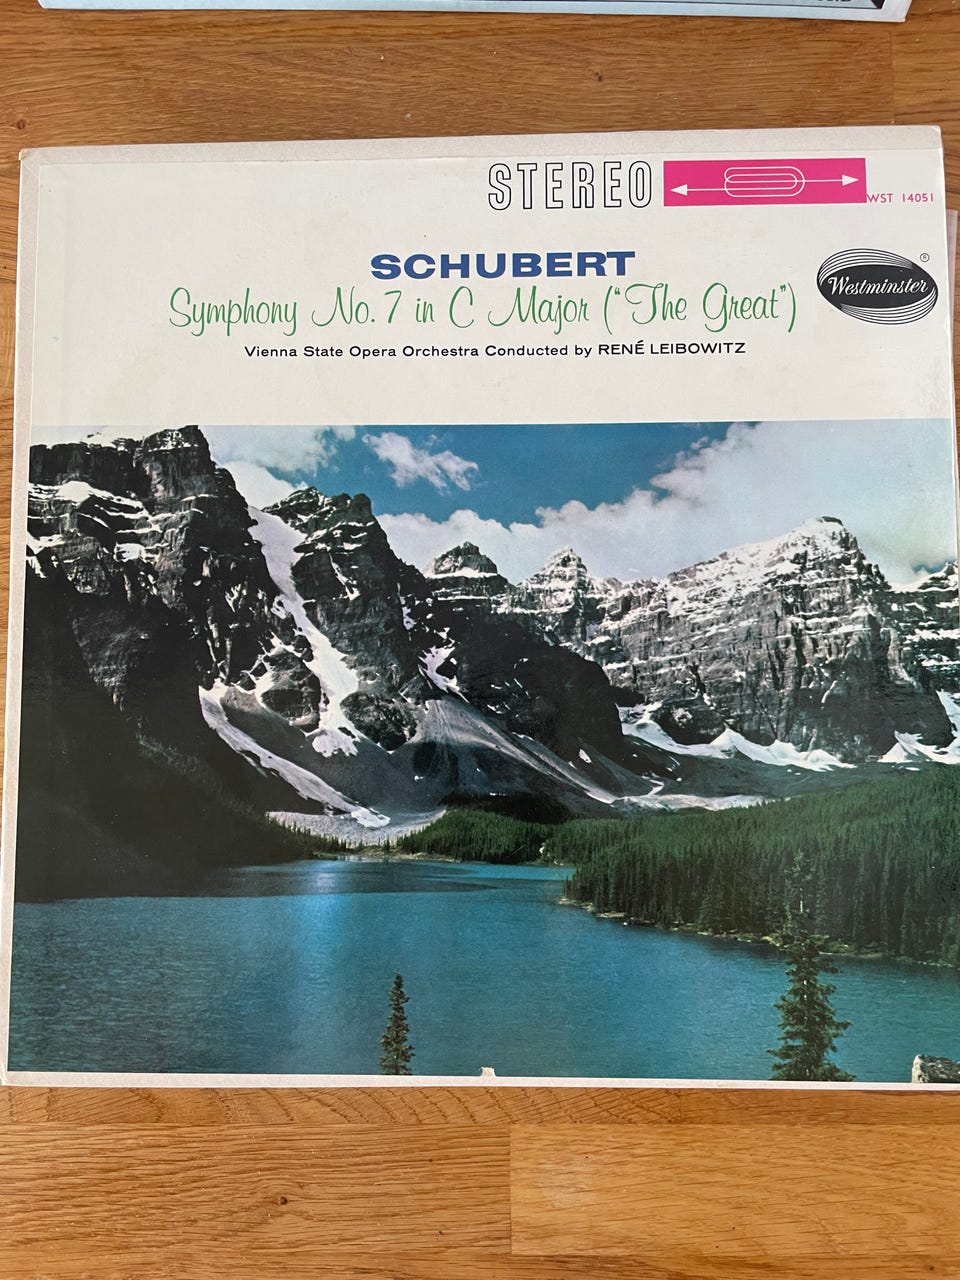 STEREO
WST 14051
SCHUBERT
Symphony No. 7 in C Major ("The Great")
Westminster ®
Vienna State Opera Orchestra Conducted by RENÉ LEIBOWITZ